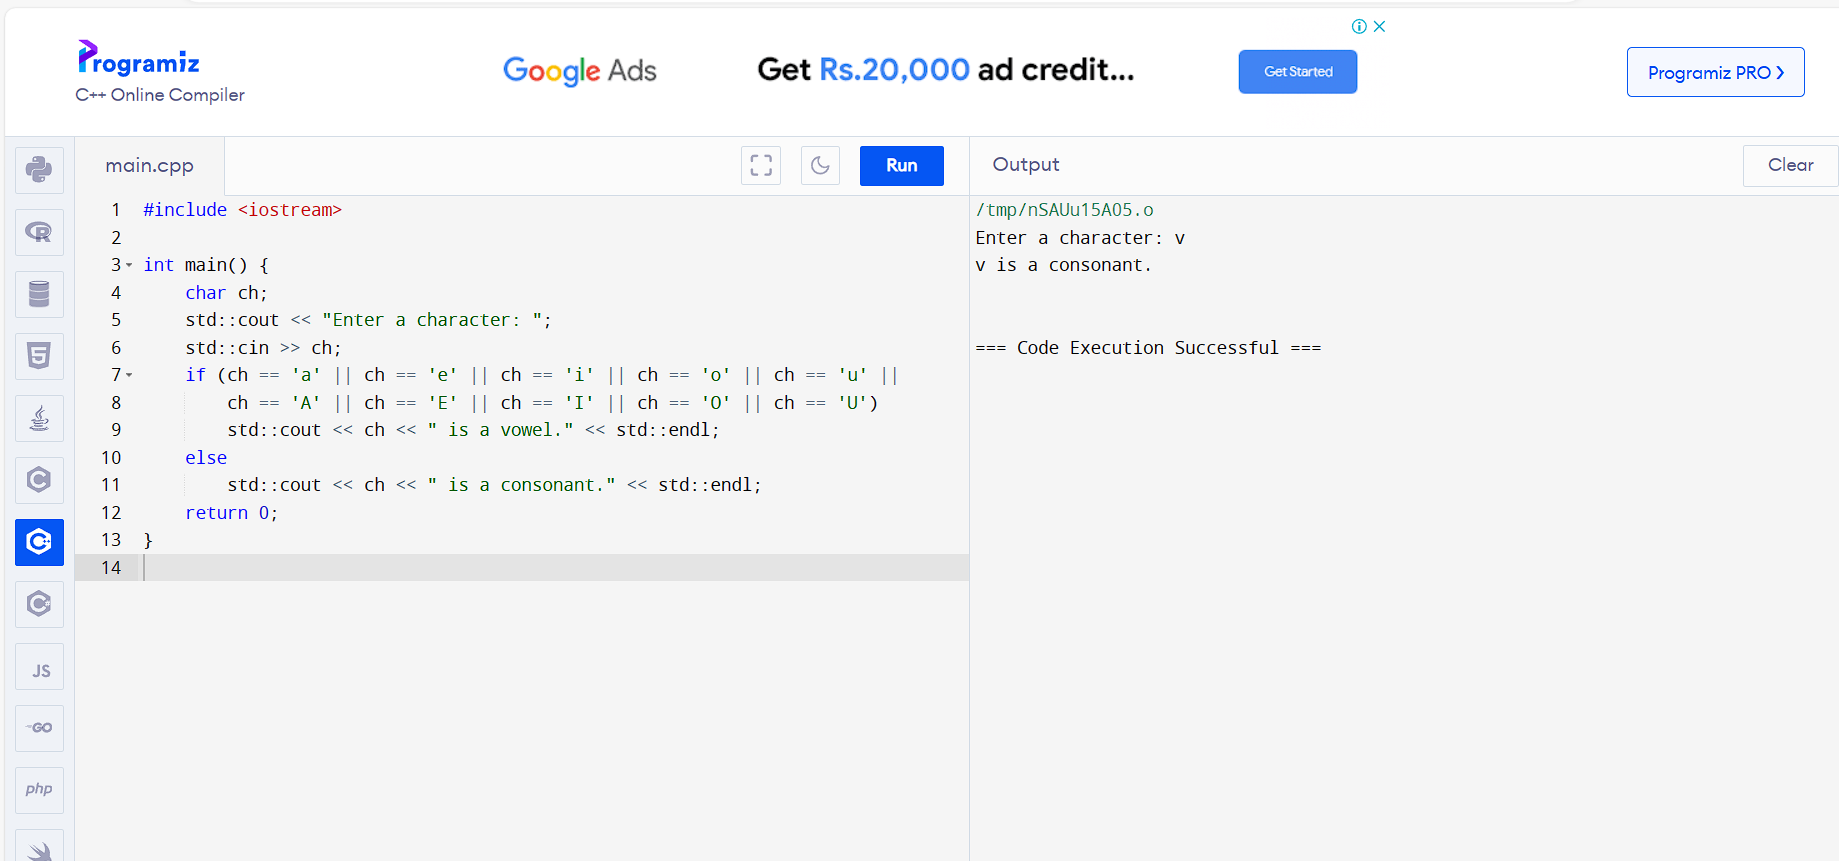 Programiz
C++ Online Compiler
Google Ads
Get Rs.20,000 ad credit...
Get Started
Programiz PRO
main.cpp
Run
Output
Clear
1 #include <iostream>
2
3 int main() {
4     char ch;
5     std::cout << "Enter a character: ";
6     std::cin >> ch;
7     if (ch == 'a' || ch == 'e' || ch == 'i' || ch == 'o' || ch == 'u' ||
8         ch == 'A' || ch == 'E' || ch == 'I' || ch == 'O' || ch == 'U')
9         std::cout << ch << " is a vowel." << std::endl;
10     else
11         std::cout << ch << " is a consonant." << std::endl;
12     return 0;
13 }
14
/tmp/nSAUu15A05.o
Enter a character: v
v is a consonant.
=== Code Execution Successful ===
R
5
C
C+
C#
JS
GO
php